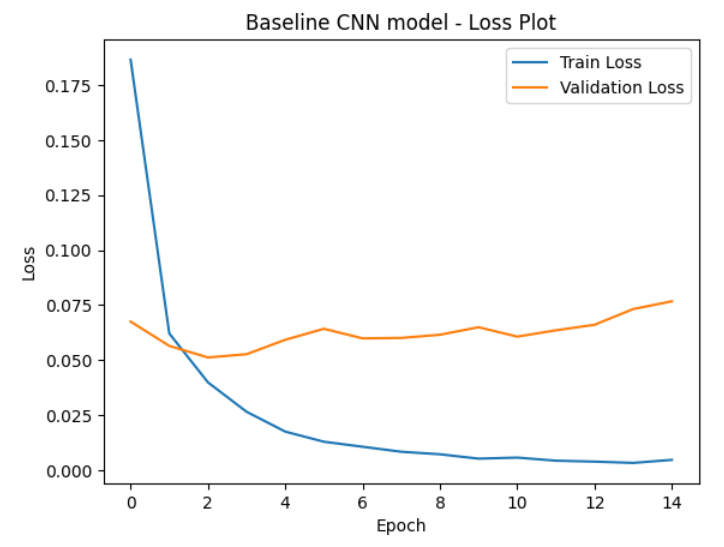 Baseline CNN model - Loss Plot
Train Loss
Validation Loss
Loss
0.175
0.150
0.125
0.100
0.075
0.050
0.025
0.000
0 2 4 6 8 10 12 14
Epoch